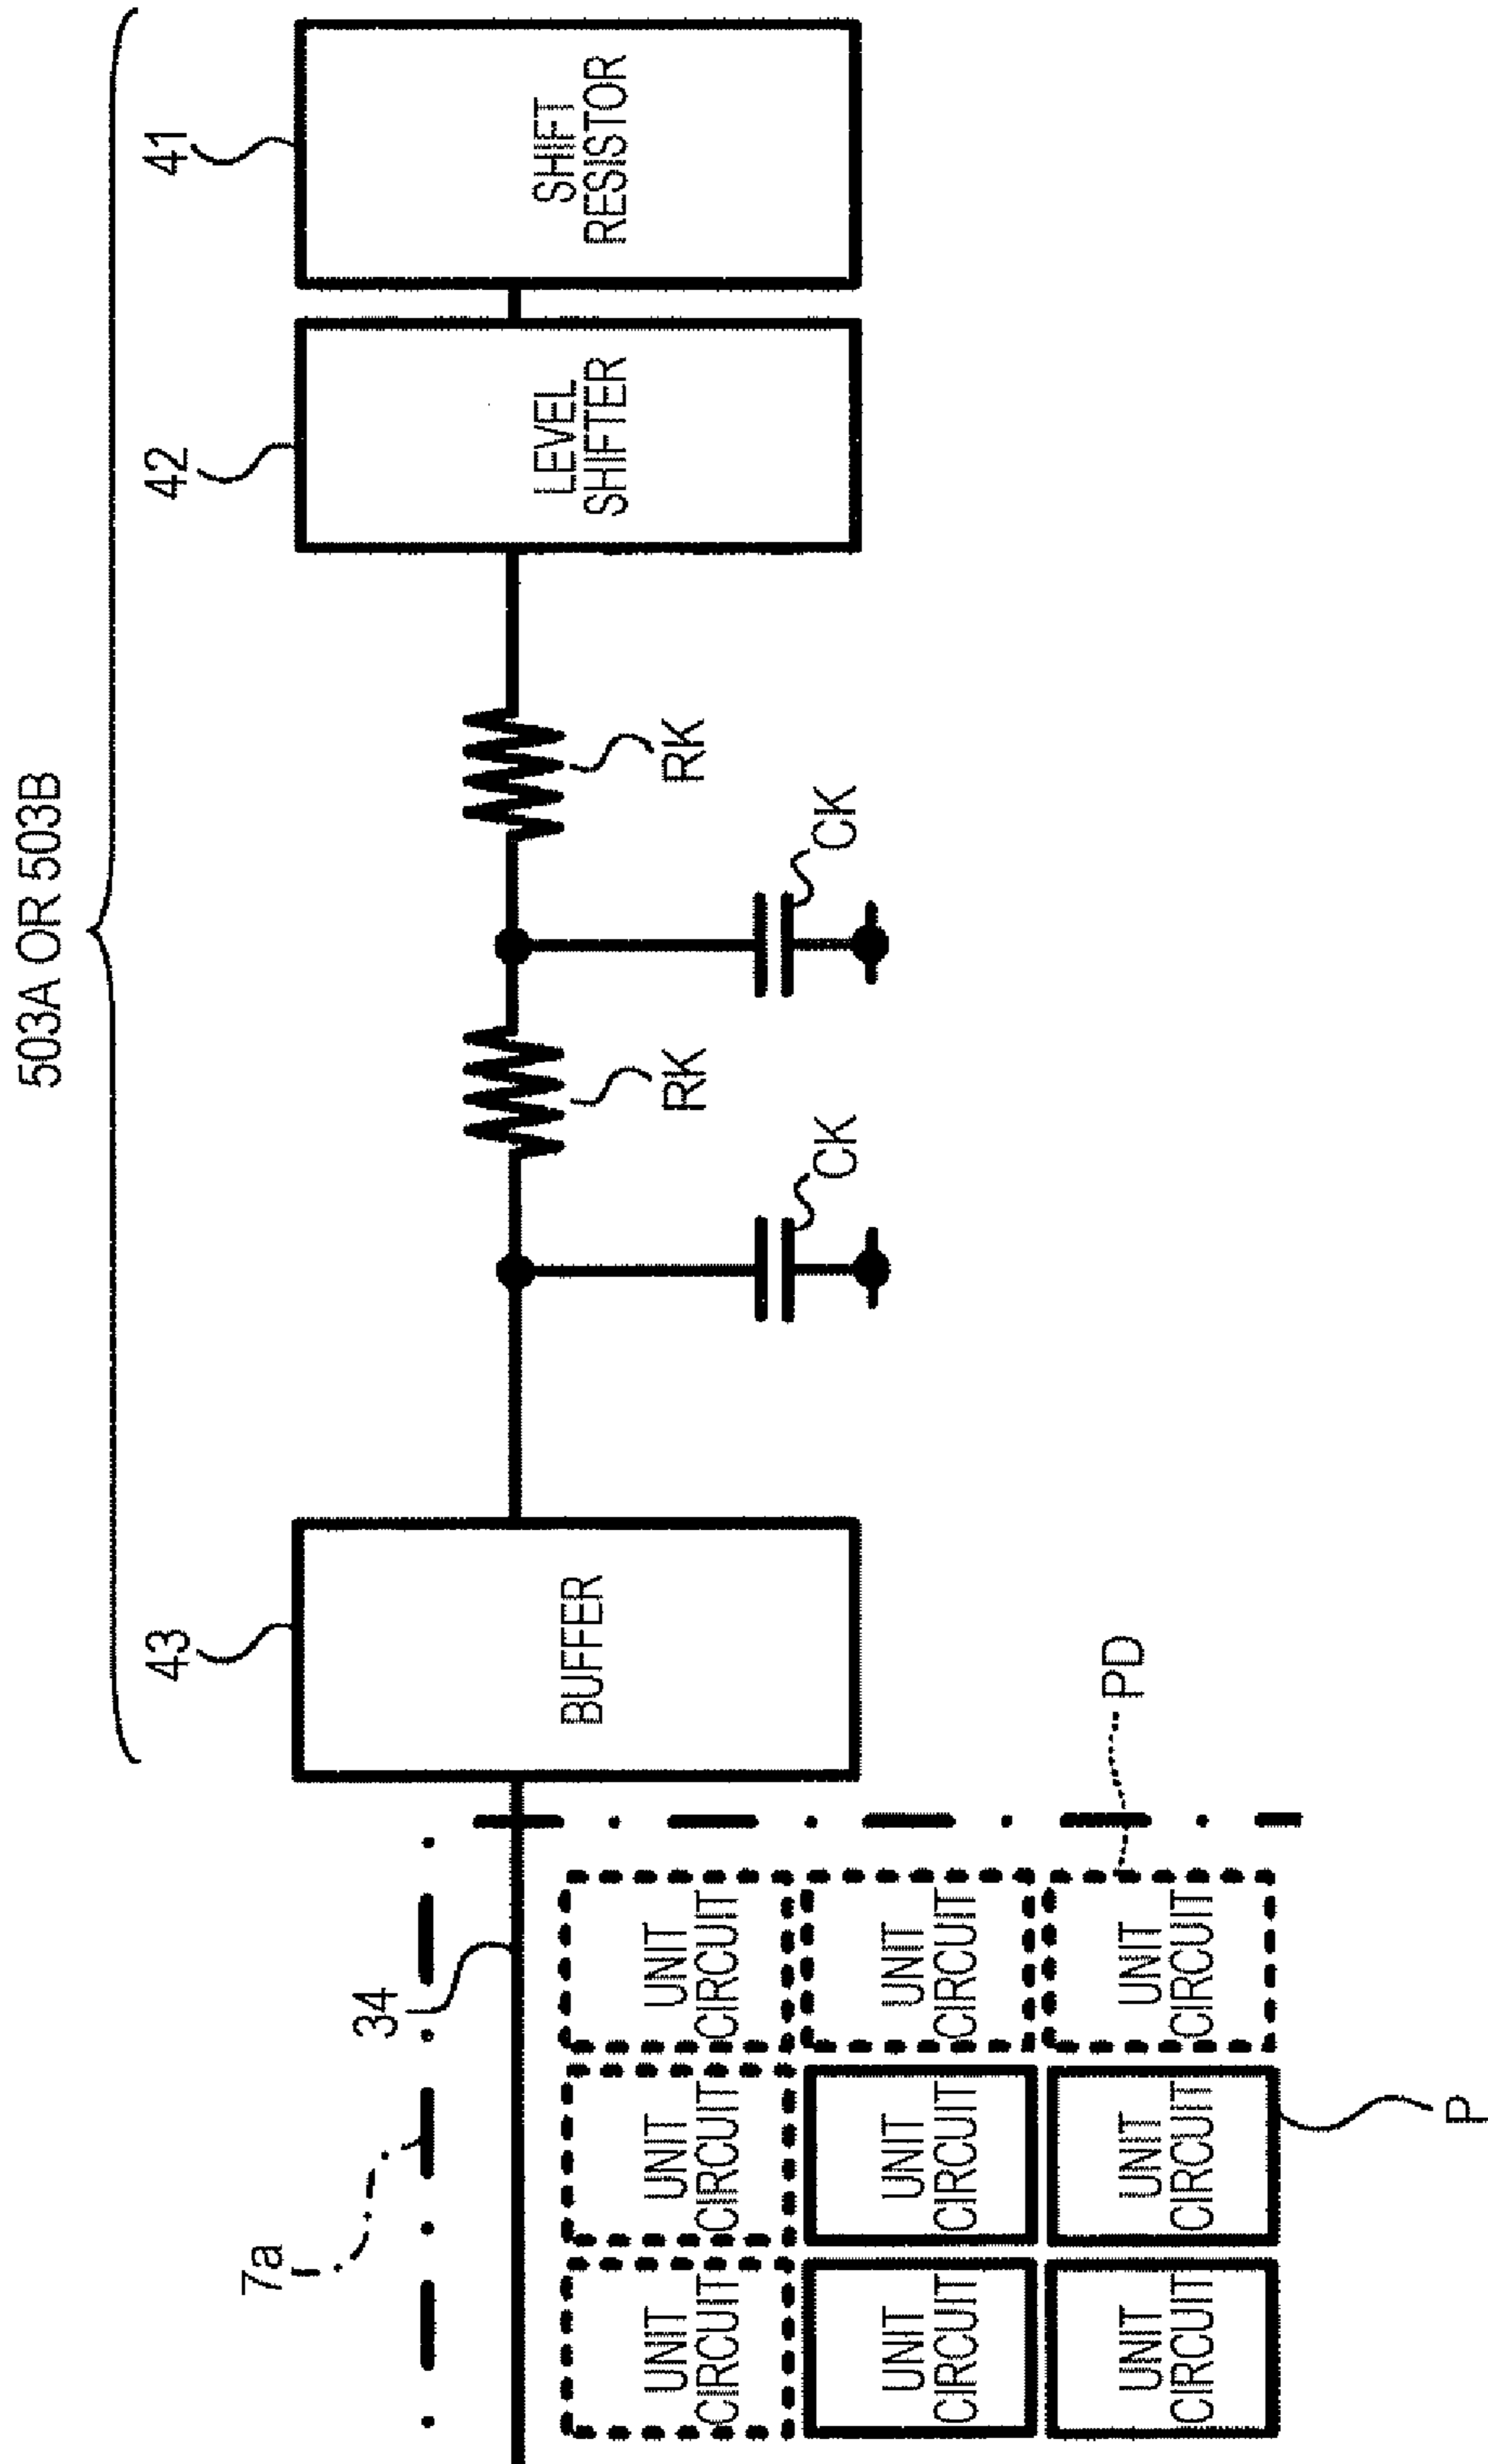 503A OR 503B
43
42
41
BUFFER
LEVEL
SHIFTER
SHIFT
RESISTOR
RK
RK
CK
CK
7a
34
UNIT
CIRCUIT
UNIT
CIRCUIT
UNIT
CIRCUIT
UNIT
CIRCUIT
UNIT
CIRCUIT
UNIT
CIRCUIT
UNIT
CIRCUIT
UNIT
CIRCUIT
UNIT
CIRCUIT
PD
P